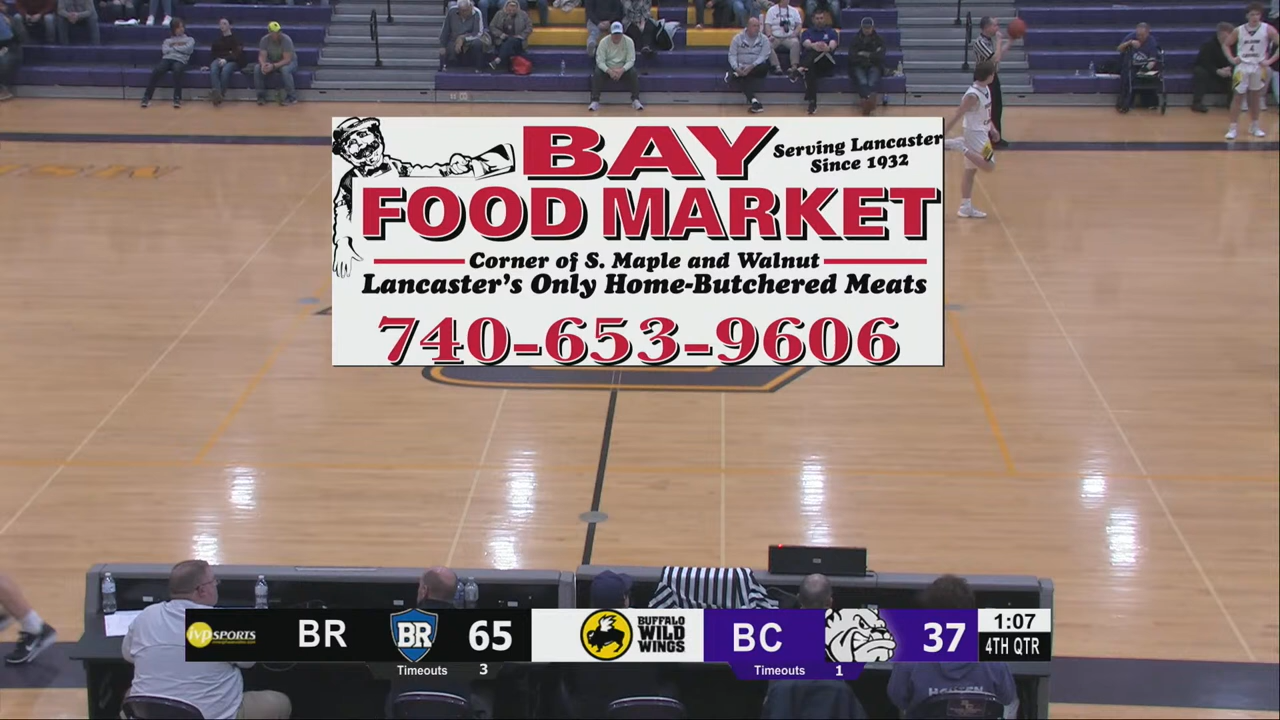 BAY
Serving Lancaster
Since 1932
FOOD MARKET
Corner of S. Maple and Walnut
Lancaster's Only Home-Butchered Meats
740-653-9606
ivpSPORTS
BR
BR
65
Timeouts 3
BUFFALO
WILD
WINGS
BC
37
Timeouts 1
1:07
4TH QTR